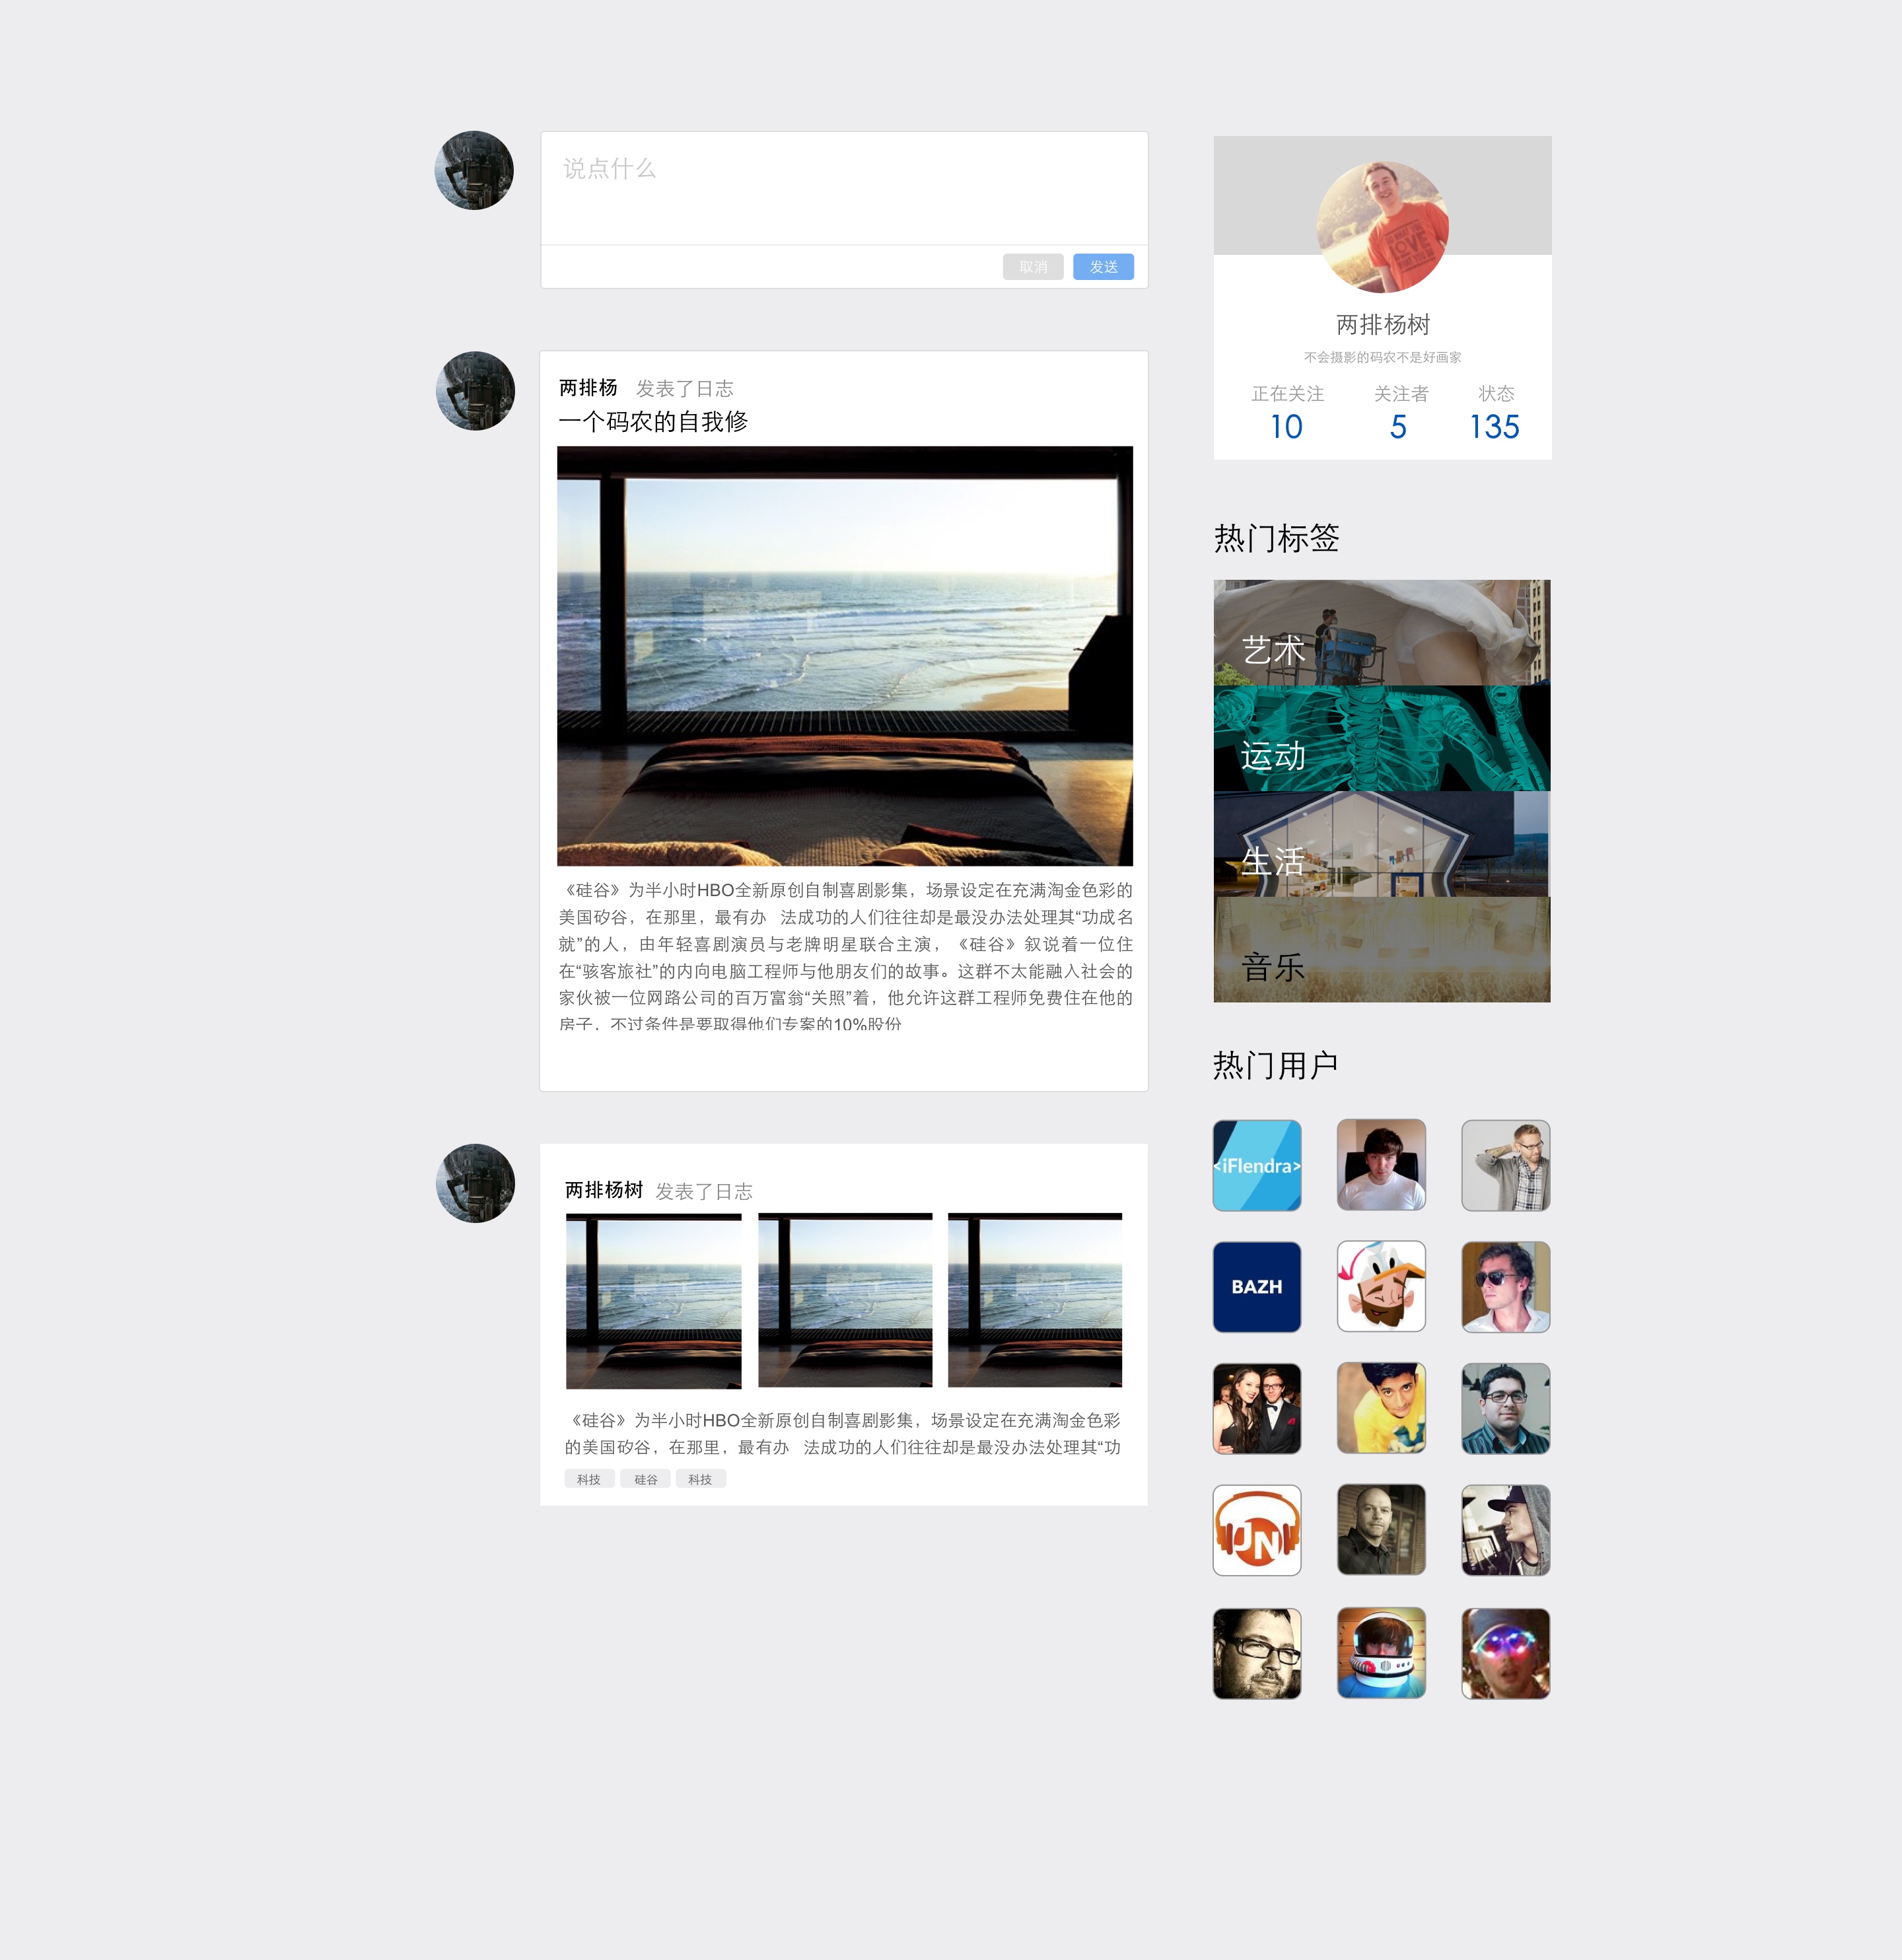 说点什么
取消
发送
两排杨 发表了日志
一个码农的自我修
《硅谷》为半小时HBO全新原创自制喜剧影集，场景设定在充满淘金色彩的
美国矽谷，在那里，最有办 法成功的人们往往却是最没办法处理其“功成名
就”的人，由年轻喜剧演员与老牌明星联合主演，《硅谷》叙说着一位住
在“骇客旅社”的内向电脑工程师与他朋友们的故事。这群不太能融入社会的
家伙被一位网路公司的百万富翁“关照”着，他允许这群工程师免费住在他的
房子，不过条件是要取得他们专案的10%股份
两排杨树 发表了日志
《硅谷》为半小时HBO全新原创自制喜剧影集，场景设定在充满淘金色彩
的美国矽谷，在那里，最有办 法成功的人们往往却是最没办法处理其“功
科技 硅谷 科技
两排杨树
不会摄影的码农不是好画家
正在关注 关注者 状态
10 5 135
热门标签
艺术
运动
生活
音乐
热门用户
<iFlendra>
BAZH
JN